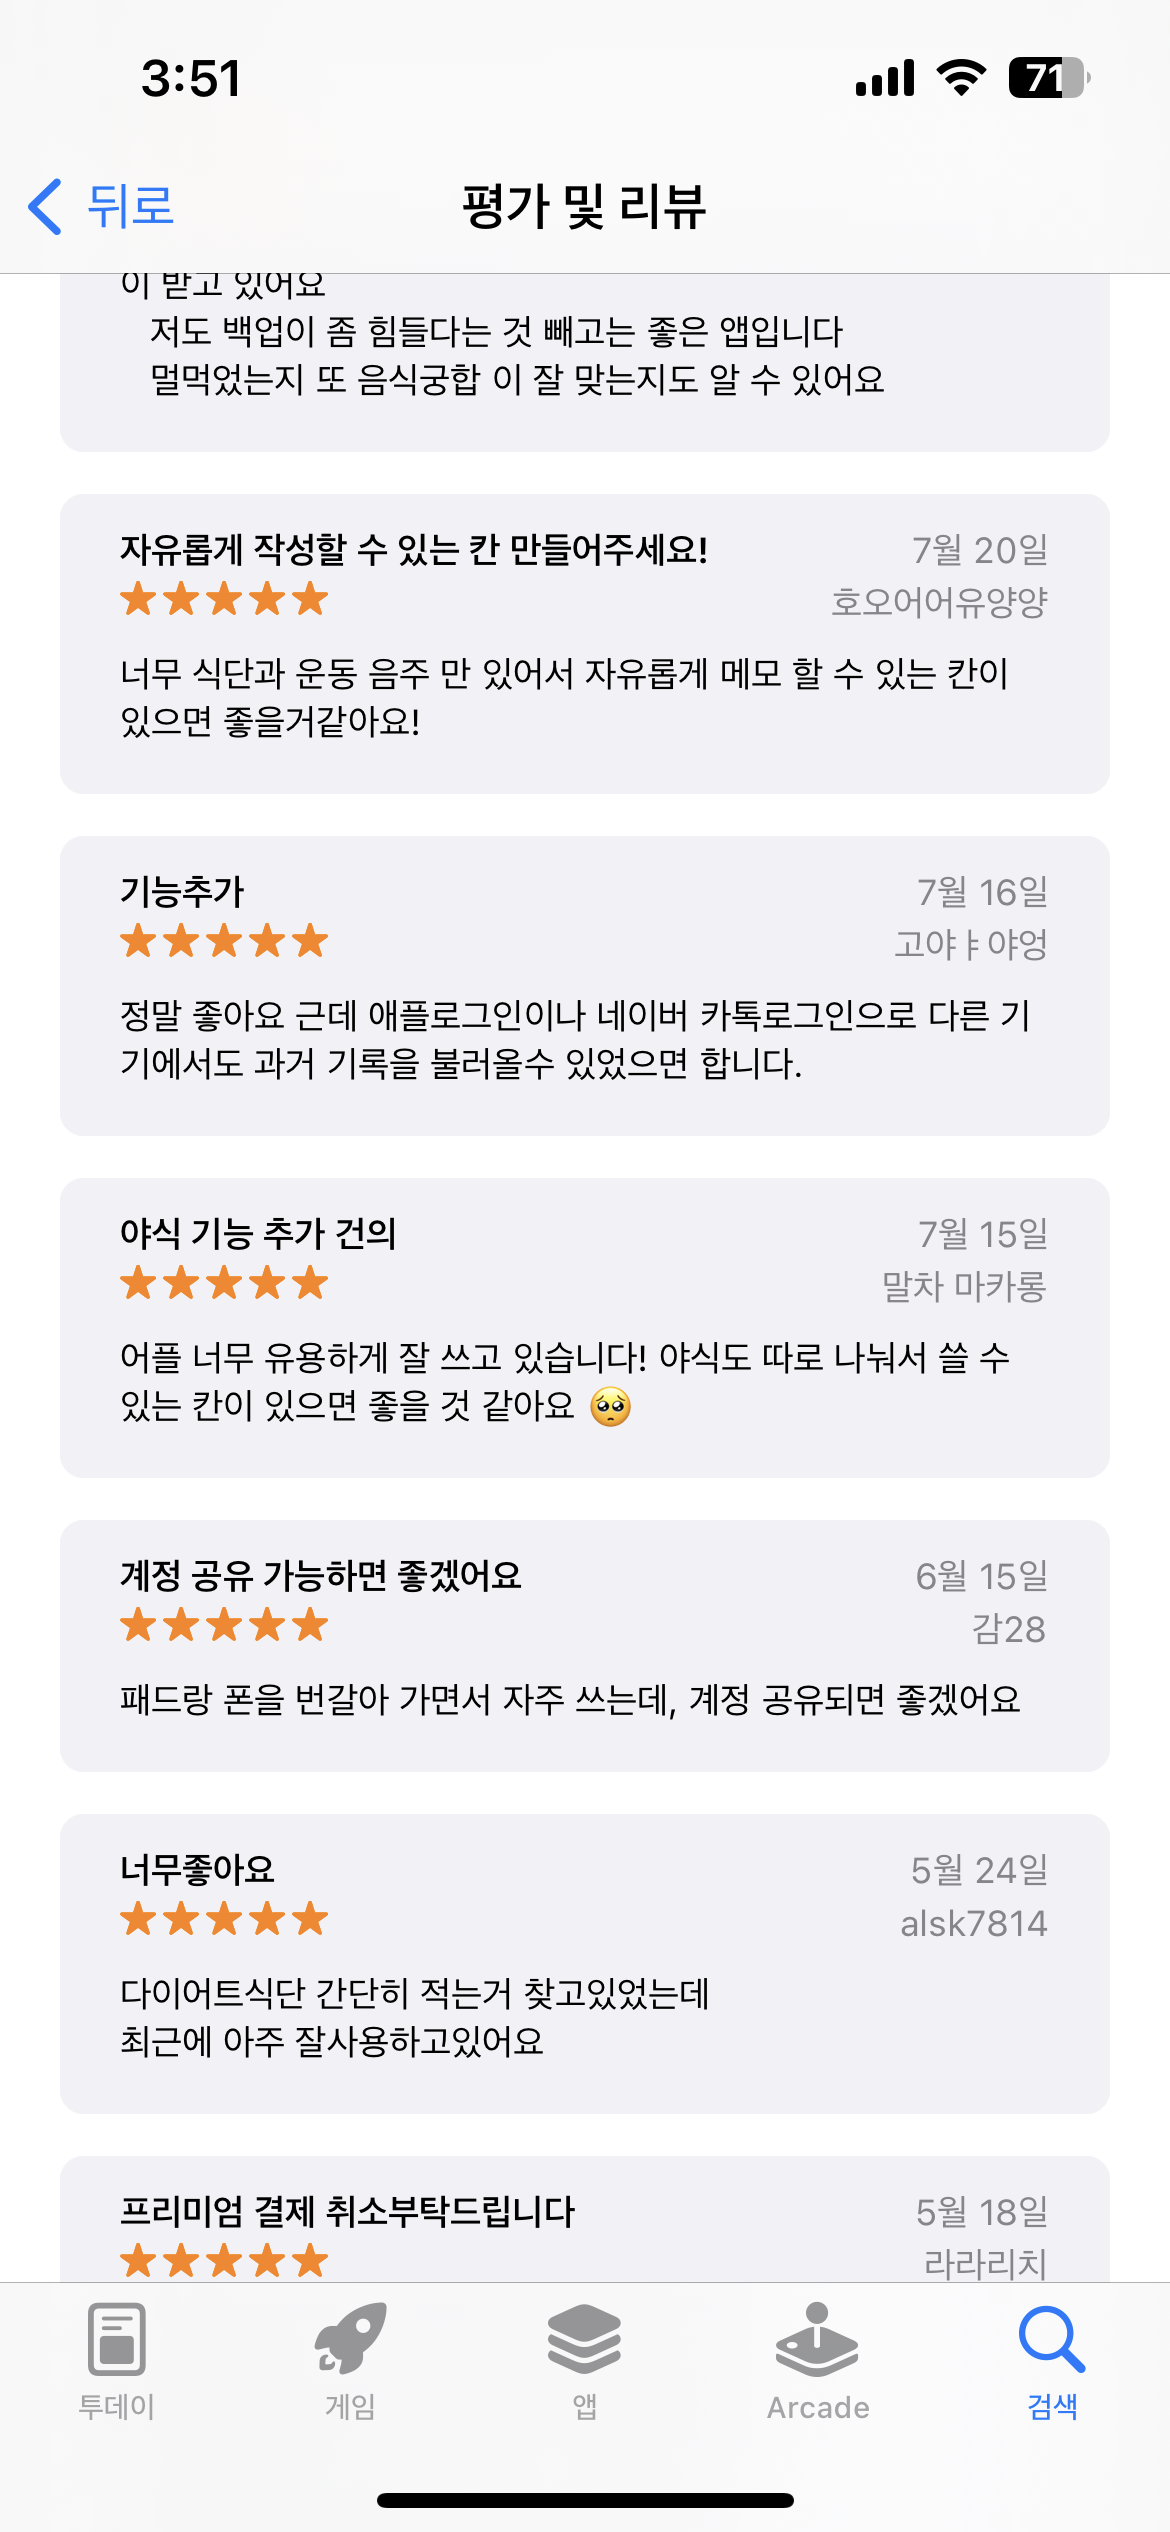 3:51
71
뒤로
평가 및 리뷰
이 받고 있어요
저도 백업이 좀 힘들다는 것 빼고는 좋은 앱입니다
멀먹었는지 또 음식궁합 이 잘 맞는지도 알 수 있어요
자유롭게 작성할 수 있는 칸 만들어주세요!
7월 20일
호오어어유양양
너무 식단과 운동 음주 만 있어서 자유롭게 메모 할 수 있는 칸이
있으면 좋을거같아요!
기능추가
7월 16일
고야ㅑ야엉
정말 좋아요 근데 애플로그인이나 네이버 카톡로그인으로 다른 기
기에서도 과거 기록을 불러올수 있었으면 합니다.
야식 기능 추가 건의
7월 15일
말차 마카롱
어플 너무 유용하게 잘 쓰고 있습니다! 야식도 따로 나눠서 쓸 수
있는 칸이 있으면 좋을 것 같아요 🥺
계정 공유 가능하면 좋겠어요
6월 15일
감28
패드랑 폰을 번갈아 가면서 자주 쓰는데, 계정 공유되면 좋겠어요
너무좋아요
5월 24일
alsk7814
다이어트식단 간단히 적는거 찾고있었는데
최근에 아주 잘사용하고있어요
프리미엄 결제 취소부탁드립니다
5월 18일
라라리치
투데이
게임
앱
Arcade
검색